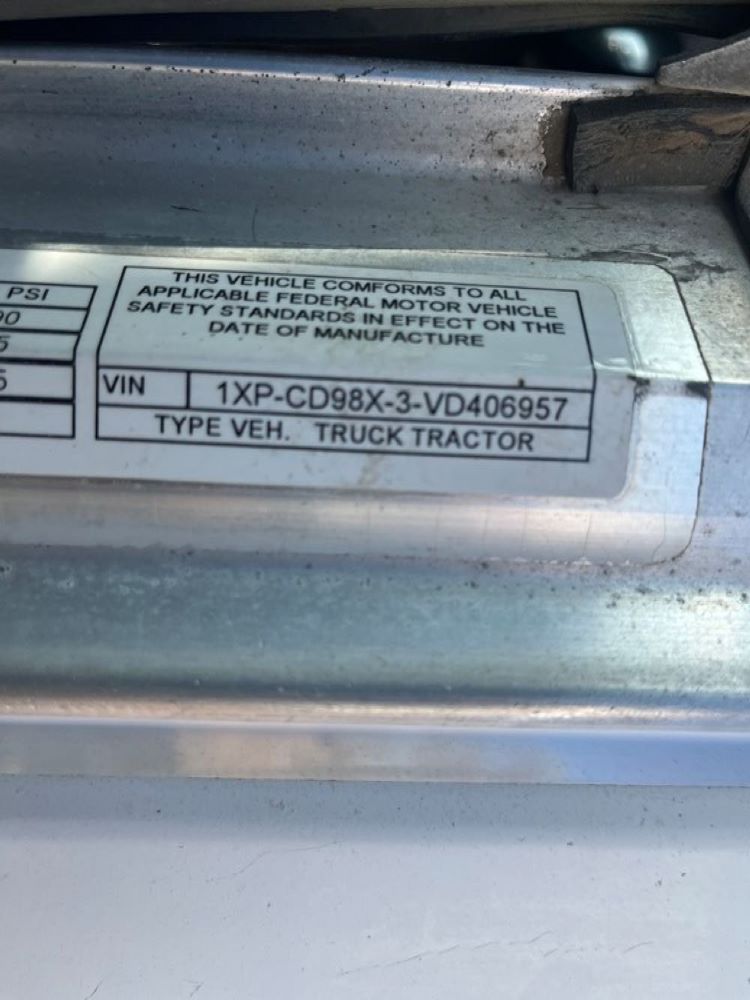 PSI
THIS VEHICLE COMFORMS TO ALL
APPLICABLE FEDERAL MOTOR VEHICLE
SAFETY STANDARDS IN EFFECT ON THE
DATE OF MANUFACTURE
VIN 1XP-CD98X-3-VD406957
TYPE VEH. TRUCK TRACTOR